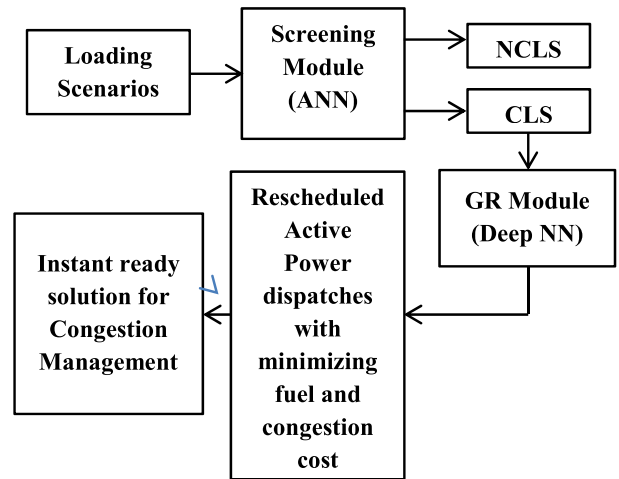 Loading
Scenarios
Screening
Module
(ANN)
NCLS
CLS
GR Module
(Deep NN)
Rescheduled
Active
Power
dispatches
with
minimizing
fuel and
congestion
cost
Instant ready
solution for
Congestion
Management